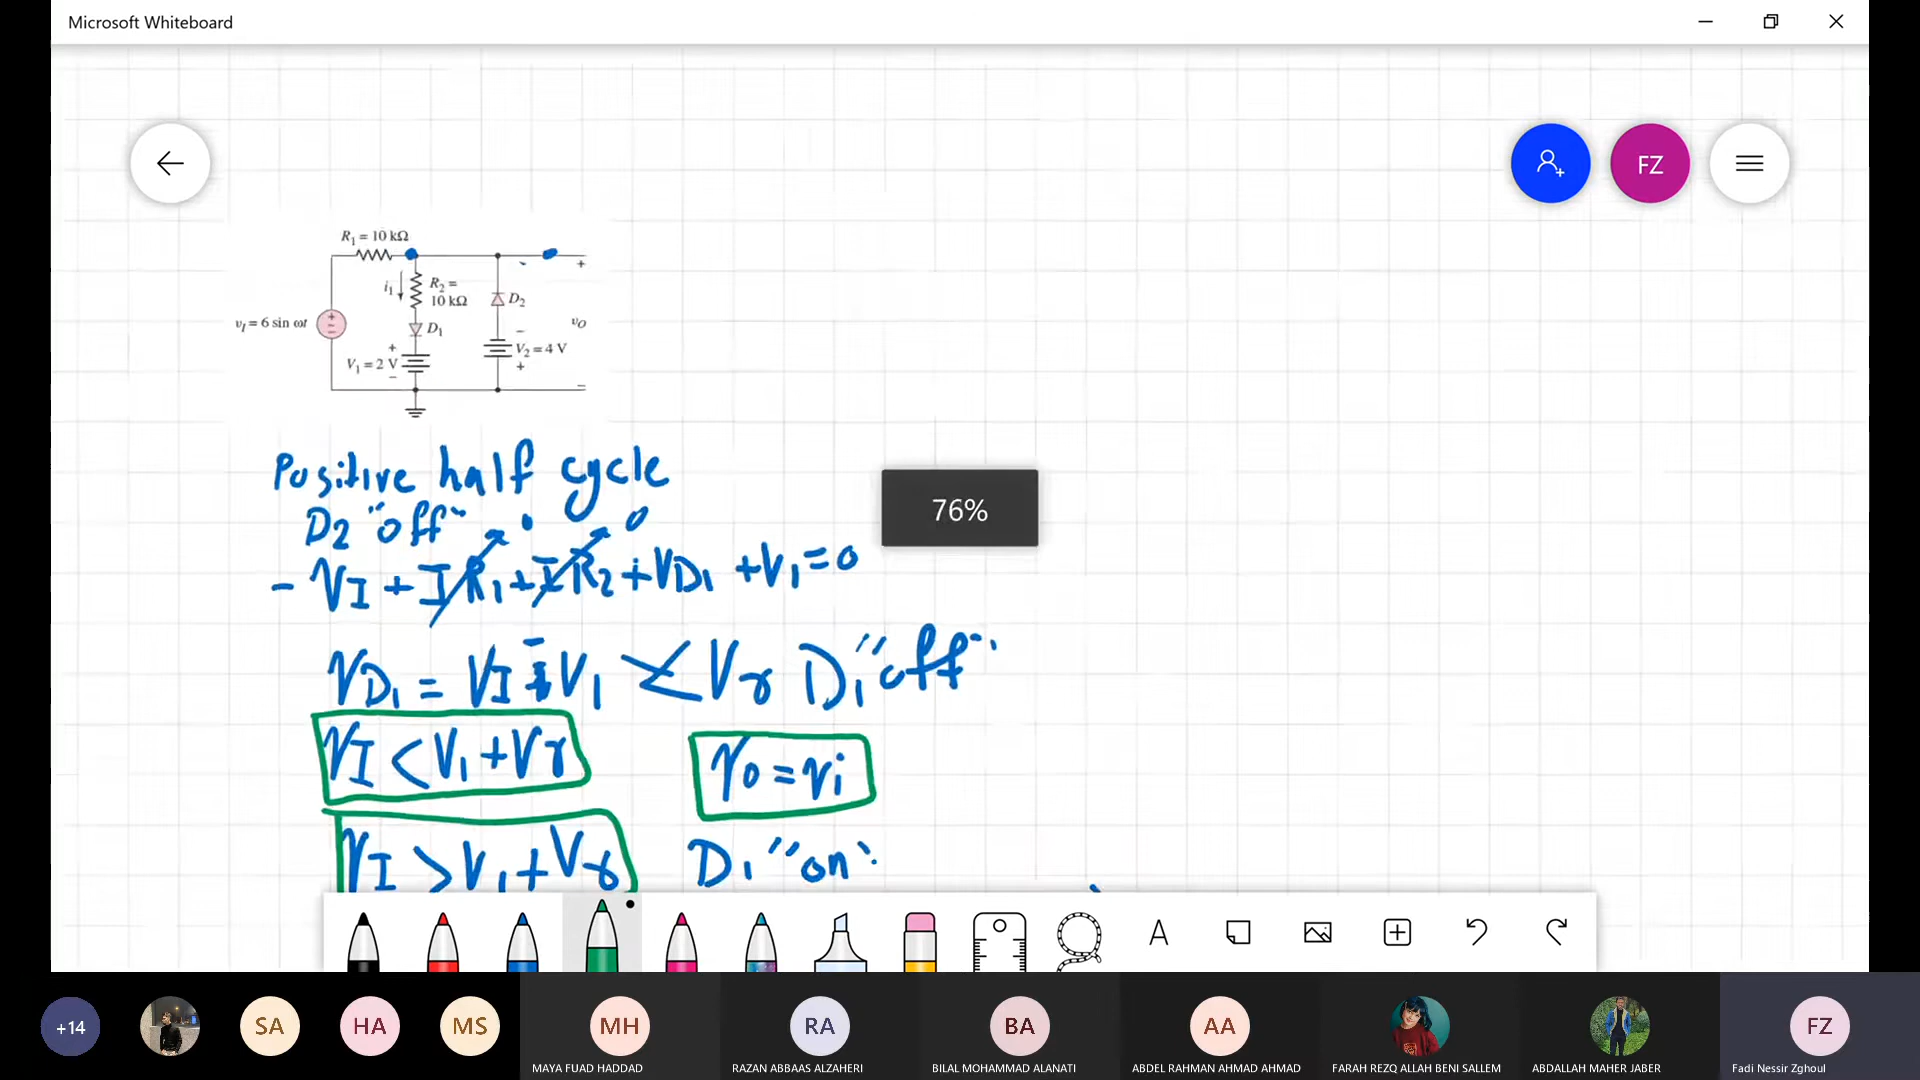 Microsoft Whiteboard
FZ
R₁ = 10 kΩ
i₁
R₂ =
10 kΩ
D₂
v_I = 6 sin ωt
+
−
D₁
v_O
+
V₁ = 2 V
−
−
V₂ = 4 V
+
+
−
Positive half cycle
D2 "off"
0 0
- VI + IR1 + IR2 + VD1 + V1 = 0
VD1 = VI - V1 < Vγ D1 "off"
VI < V1 + Vγ
vo = vi
VI > V1 + Vγ
D1 "on"
76%
A
+14
SA
HA
MS
MH
RA
BA
AA
FZ
MAYA FUAD HADDAD
RAZAN ABBAAS ALZAHERI
BILAL MOHAMMAD ALANATI
ABDEL RAHMAN AHMAD AHMAD
FARAH REZQ ALLAH BENI SALLEM
ABDALLAH MAHER JABER
Fadi Nessir Zghoul